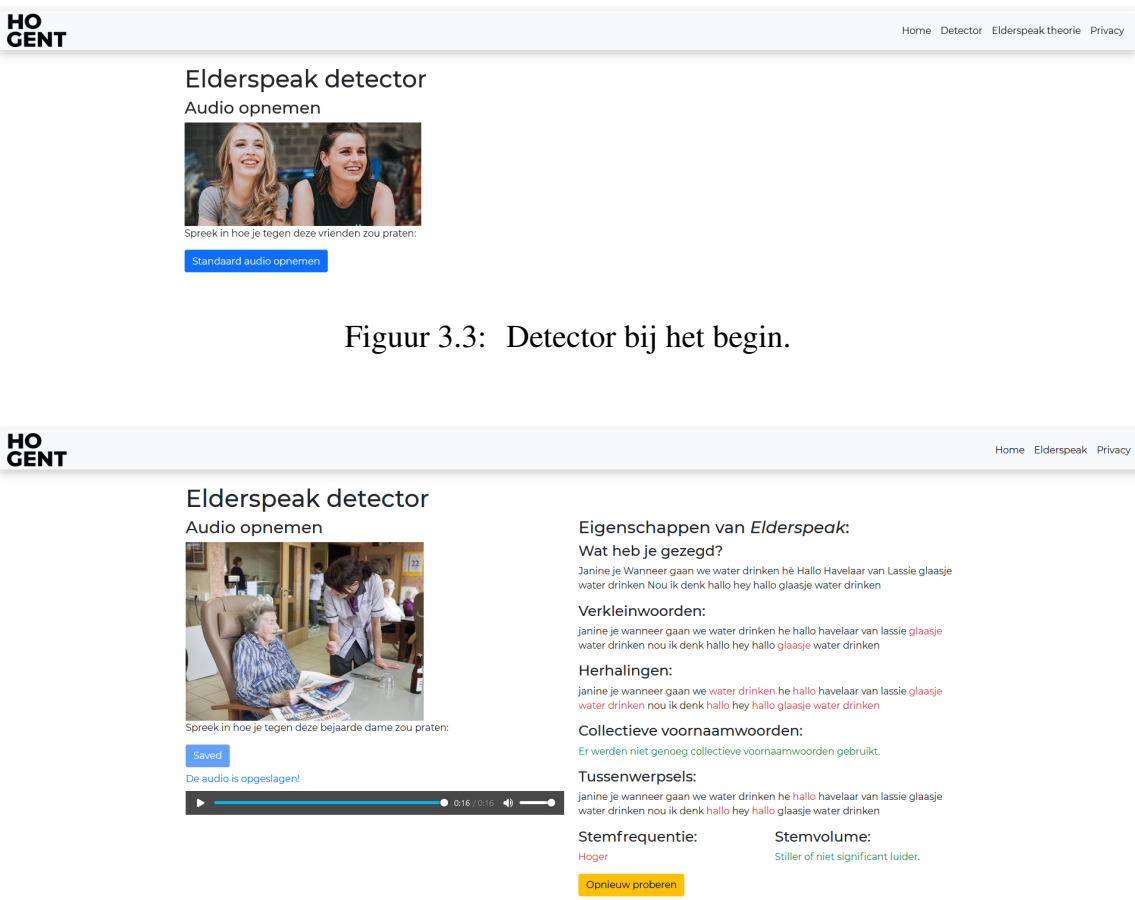 HO
GENT
Home Detector Elderspeak theorie Privacy
Elderspeak detector
Audio opnemen
Spreek in hoe je tegen deze vrienden zou praten:
Standaard audio opnemen
Figuur 3.3: Detector bij het begin.
HO
GENT
Home Elderspeak Privacy
Elderspeak detector
Audio opnemen
22
Spreek in hoe je tegen deze bejaarde dame zou praten:
Saved
De audio is opgeslagen!
0:16 / 0:16
Eigenschappen van Elderspeak:
Wat heb je gezegd?
Janine je Wanneer gaan we water drinken hè Hallo Havelaar van Lassie glaasje
water drinken Nou ik denk hallo hey hallo glaasje water drinken
Verkleinwoorden:
janine je wanneer gaan we water drinken he hallo havelaar van lassie glaasje
water drinken nou ik denk hallo hey hallo glaasje water drinken
Herhalingen:
janine je wanneer gaan we water drinken he hallo havelaar van lassie glaasje
water drinken nou ik denk hallo hey hallo glaasje water drinken
Collectieve voornaamwoorden:
Er werden niet genoeg collectieve voornaamwoorden gebruikt.
Tussenwerpsels:
janine je wanneer gaan we water drinken he hallo havelaar van lassie glaasje
water drinken nou ik denk hallo hey hallo glaasje water drinken
Stemfrequentie:
Hoger
Stemvolume:
Stiller of niet significant luider.
Opnieuw proberen